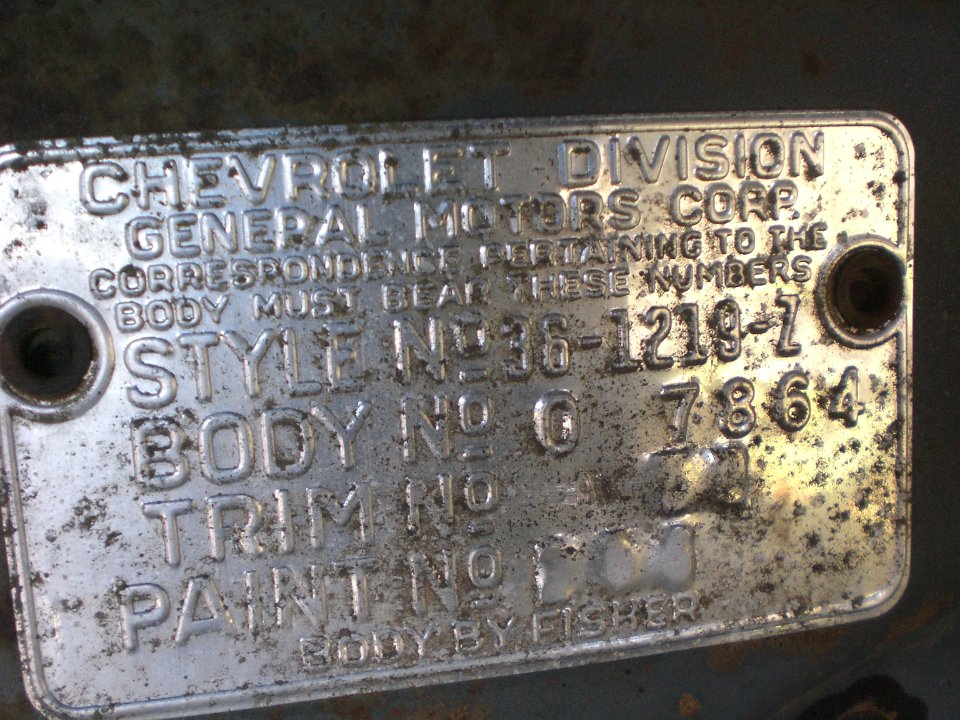 CHEVROLET DIVISION
GENERAL MOTORS CORP.
CORRESPONDENCE PERTAINING TO THE
BODY MUST BEAR THESE NUMBERS
STYLE No 36-1219-Z
BODY No 0 7864
TRIM No
PAINT No
BODY BY FISHER